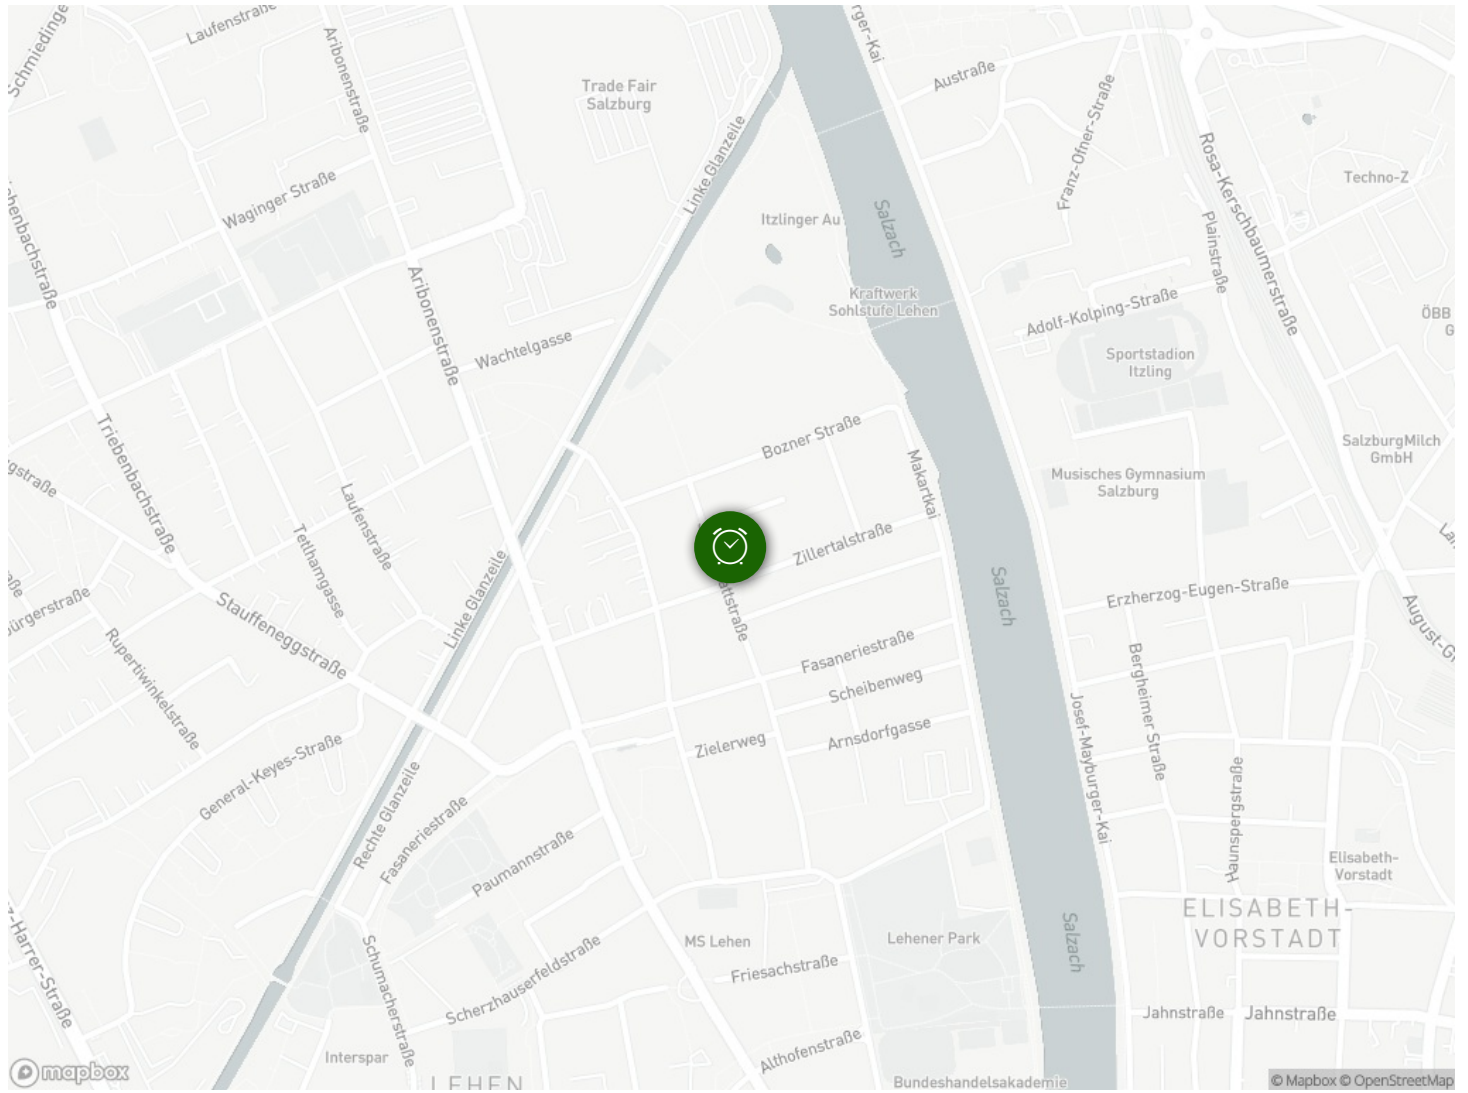 Laufenstraße
Aribonenstraße
Trade Fair
Salzburg
Austraße
Linke Glanzeile
Franz-Ofner-Straße
Rosa-Kerschbaumerstraße
Techno-Z
Waginger Straße
Itzlinger Au
Salzach
Plainstraße
Kraftwerk
Sohlstufe Lehen
Adolf-Kolping-Straße
ÖBB
Aribonenstraße
Wachtelgasse
Sportstadion
Itzling
Triebenbachstraße
Bozner Straße
SalzburgMilch
GmbH
Makartkai
Musisches Gymnasium
Salzburg
Laufenstraße
Tettlhamgasse
Zillertalstraße
Linke Glanzeile
Salzach
Erzherzog-Eugen-Straße
Stauffeneggstraße
Rupertiwinkelstraße
Fasaneriestraße
Scheibenweg
Bergheimer Straße
Josef-Mayburger-Kai
Zielerweg
Arnsdorfgasse
General-Keyes-Straße
Rechte Glanzeile
Fasaneriestraße
Paumannstraße
Haunspergstraße
Elisabeth-
Vorstadt
ELISABETH-
VORSTADT
MS Lehen
Lehener Park
Salzach
Friesachstraße
Schumacherstraße
Scherzhauserfeldstraße
Jahnstraße
Jahnstraße
Interspar
Althofenstraße
LEHEN
Bundeshandelsakademie
mapbox
© Mapbox © OpenStreetMap